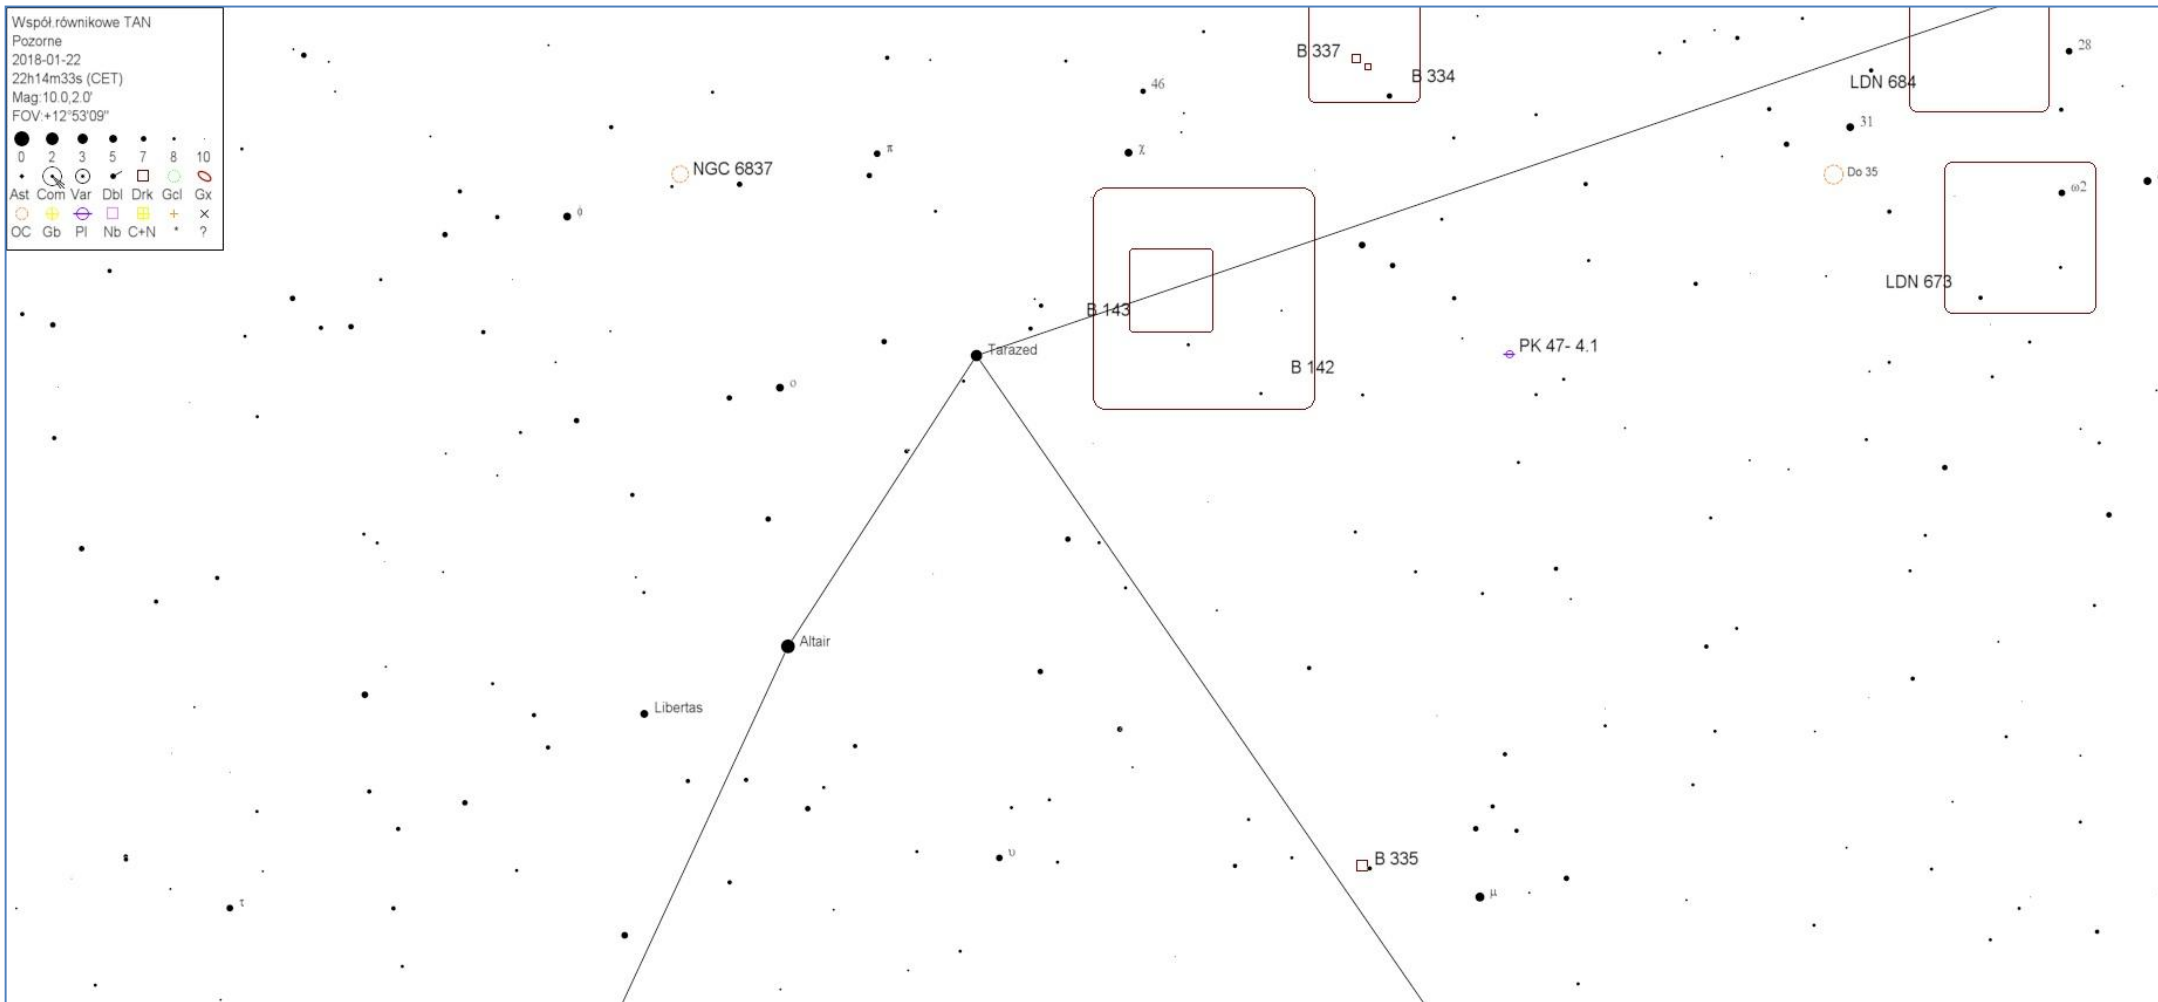 Współ.równikowe TAN
Pozorne
2018-01-22
22h14m33s (CET)
Mag:10.0,2.0'
FOV:+12°53'09"
0 2 3 5 7 8 10
Ast Com Var Dbl Drk Gcl Gx
OC Gb Pl Nb C+N * ?
B 337
28
B 334
LDN 684
46
31
π
χ
NGC 6837
Do 35
ω2
ϕ
LDN 673
B 143
PK 47- 4.1
Tarazed
B 142
ο
Altair
Libertas
υ
B 335
μ
τ